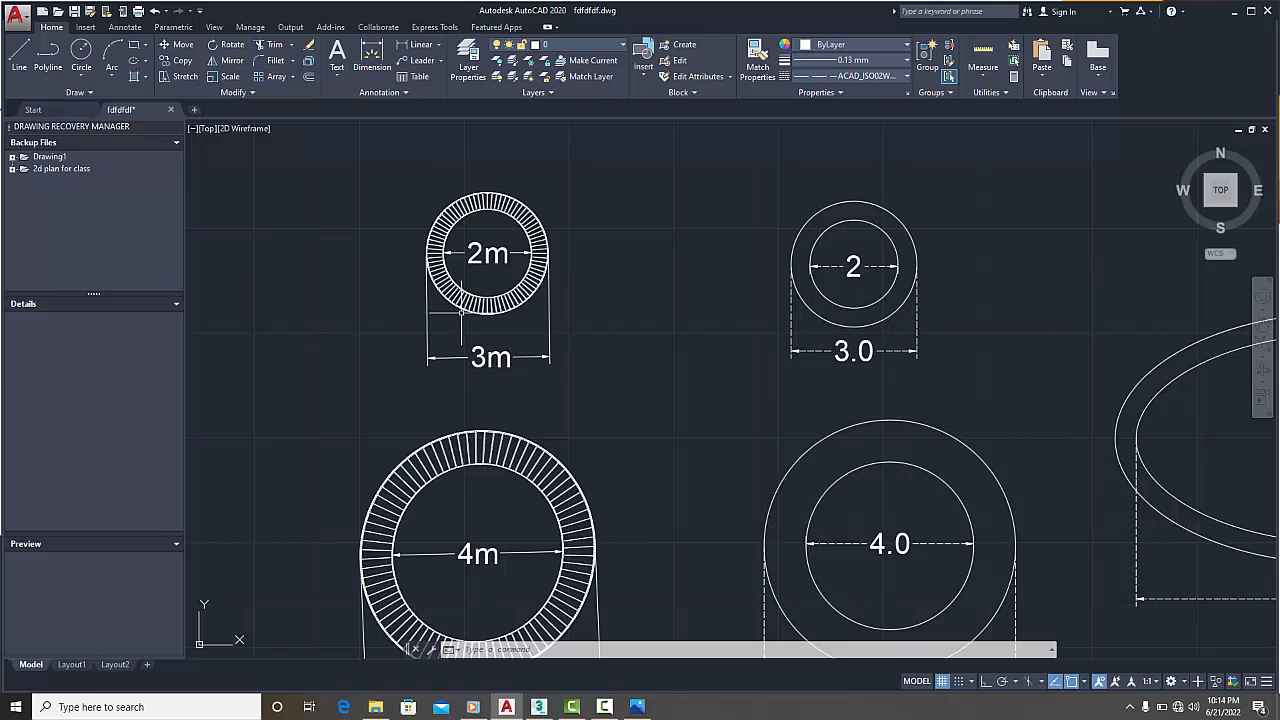 Autodesk AutoCAD 2020 fdfdfdf.dwg
Type a keyword or phrase
Sign In
Home Insert Annotate Parametric View Manage Output Add-ins Collaborate Express Tools Featured Apps
Line Polyline Circle Arc
Move Rotate Trim
Copy Mirror Fillet
Stretch Scale Array
Text Dimension
Linear
Leader
Table
Layer Properties
0
Make Current
Match Layer
Insert
Create
Edit
Edit Attributes
Match Properties
ByLayer
0.13 mm
ACAD_ISO02W...
Group Measure Paste Base
Draw Modify Annotation Layers Block Properties Groups Utilities Clipboard View
Start fdfdfdf*
DRAWING RECOVERY MANAGER
Backup Files
Drawing1
2d plan for class
Details
Preview
[−][Top][2D Wireframe]
N
W TOP E
S
WCS
2m
3m
2
3.0
4m
4.0
Y
X
Type a command
Model Layout1 Layout2
MODEL
1:1
Type here to search
10:14 PM
6/21/2022